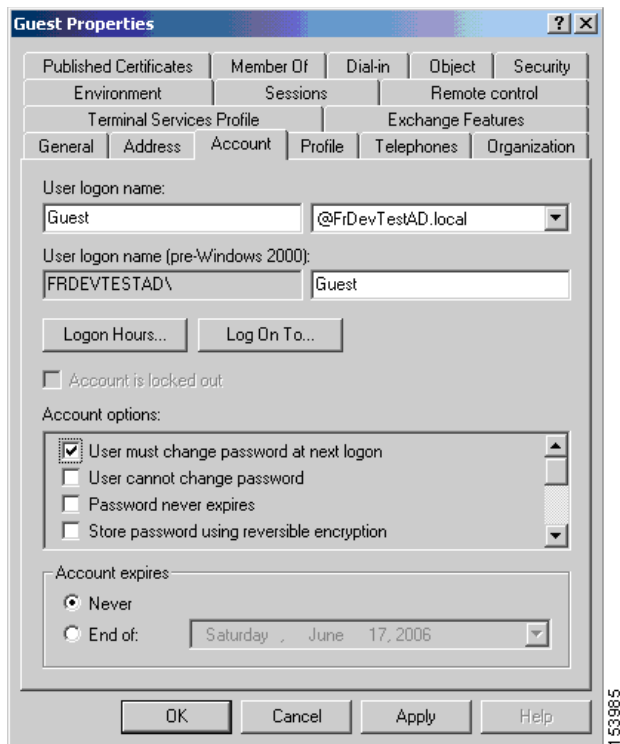 Guest Properties
Published Certificates Member Of Dial-in Object Security
Environment Sessions Remote control
Terminal Services Profile Exchange Features
General Address Account Profile Telephones Organization
User logon name:
Guest @FrDevTestAD.local
User logon name (pre-Windows 2000):
FRDEVTESTAD\ Guest
Logon Hours... Log On To...
Account is locked out
Account options:
User must change password at next logon
User cannot change password
Password never expires
Store password using reversible encryption
Account expires
Never
End of: Saturday , June 17, 2006
OK Cancel Apply Help
153985